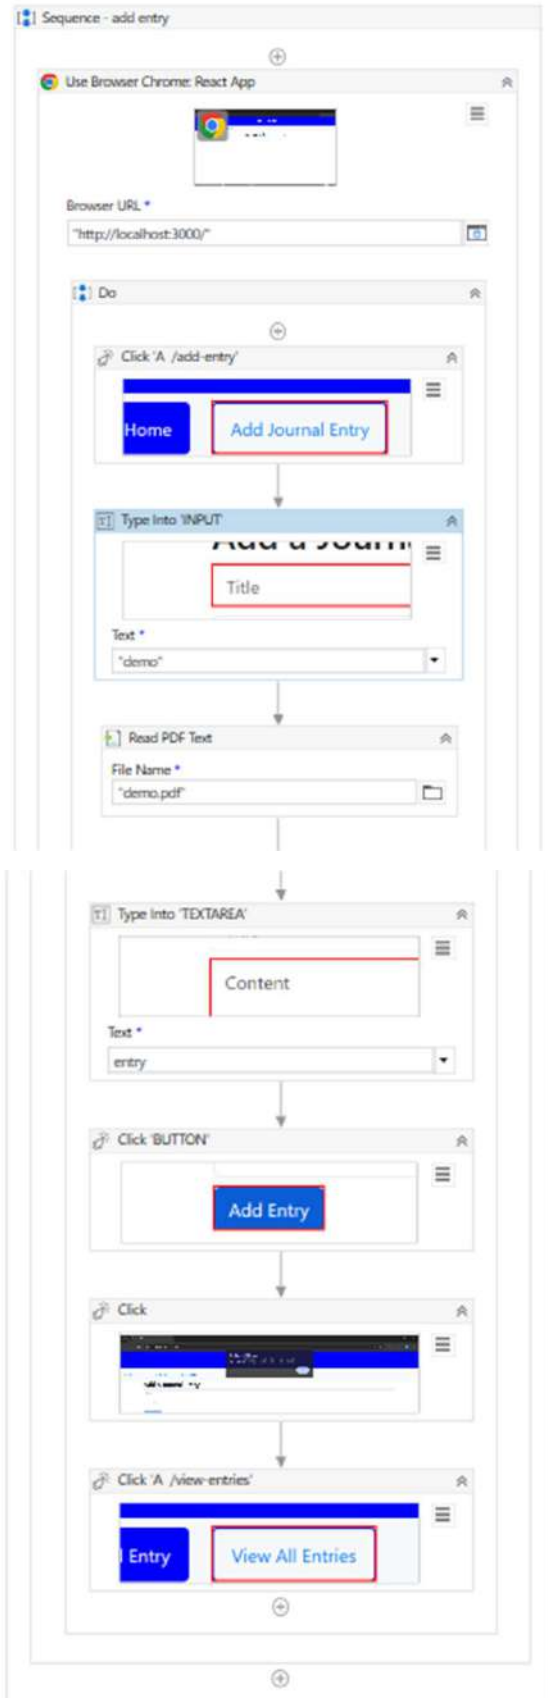 Sequence - add entry
Use Browser Chrome: React App
Browser URL *
"http://localhost:3000/"
Do
Click 'A /add-entry'
Home
Add Journal Entry
Type Into 'INPUT'
Add a Journ
Title
Text *
"demo"
Read PDF Text
File Name *
"demo.pdf"
Type Into 'TEXTAREA'
Content
Text *
entry
Click 'BUTTON'
Add Entry
Click
Click 'A /view-entries'
Entry
View All Entries